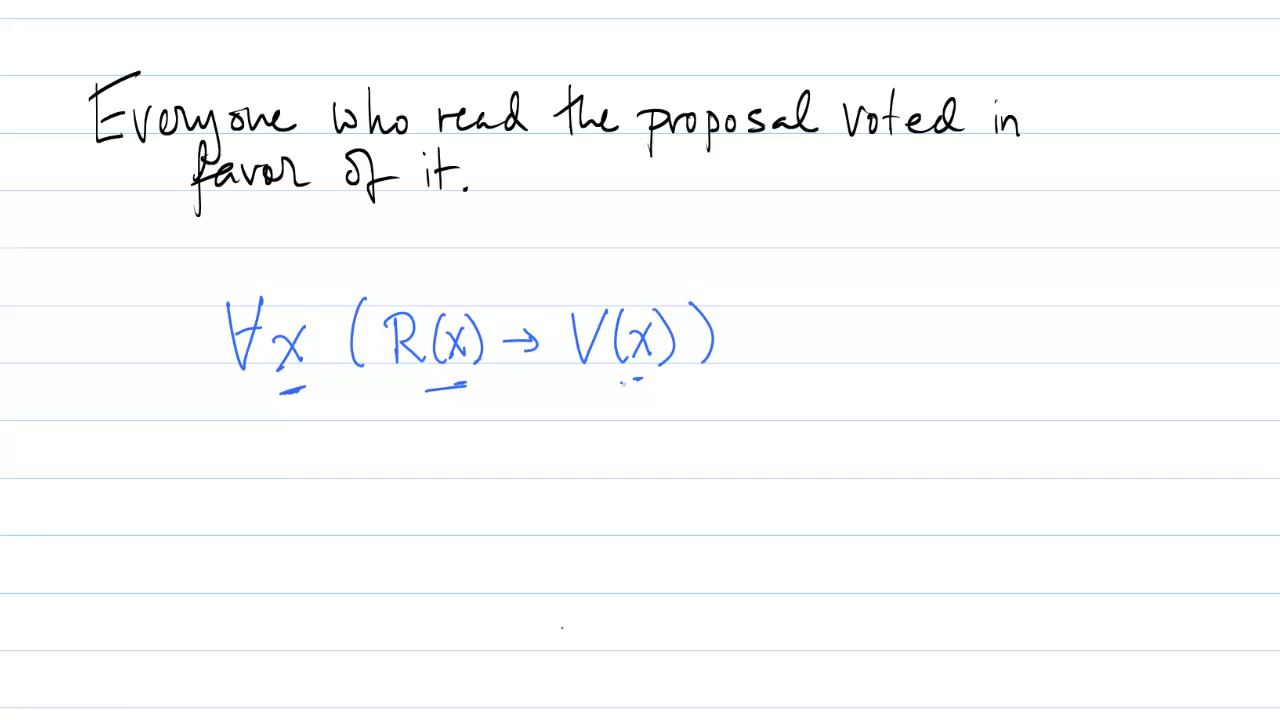 Everyone who read the proposal voted in
favor of it.
∀x ( R(x) → V(x) )